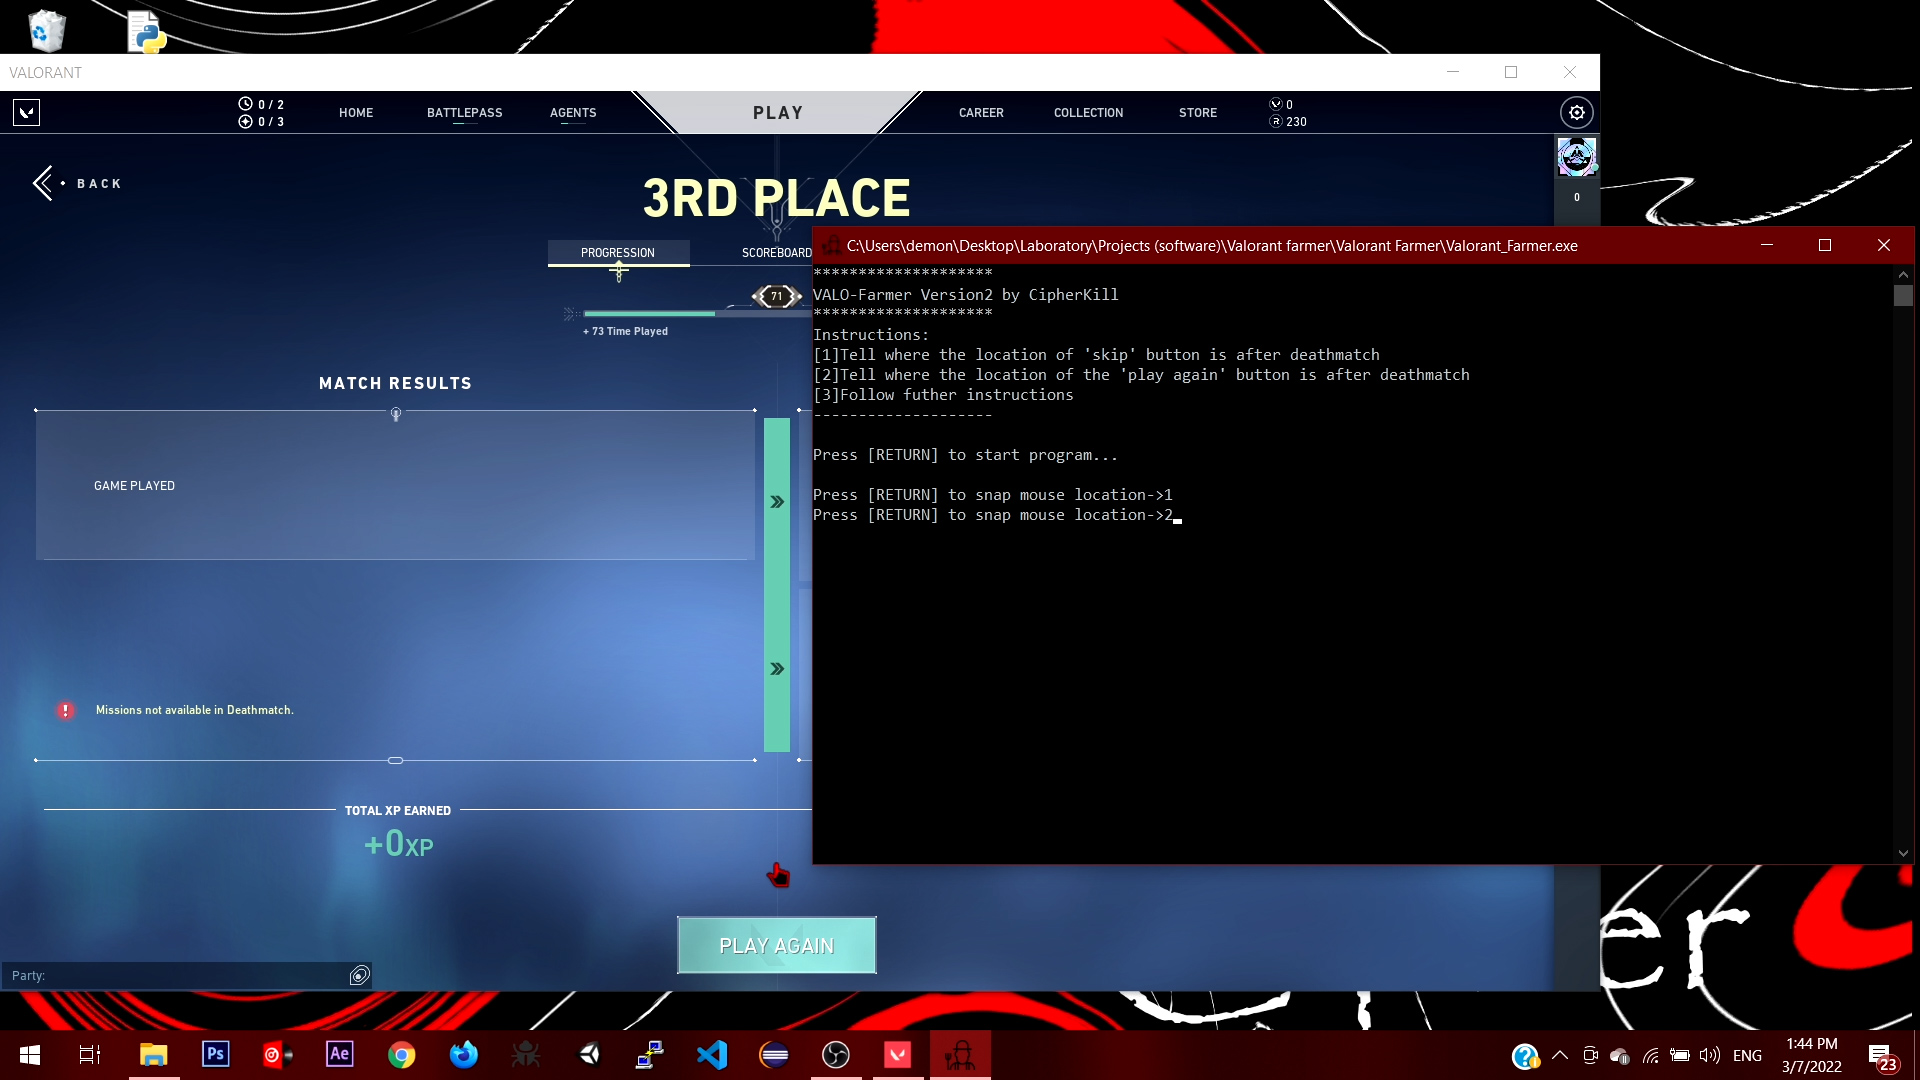 VALORANT
0 / 2
0 / 3
HOME
BATTLEPASS
AGENTS
PLAY
CAREER
COLLECTION
STORE
0
230
BACK
3RD PLACE
0
PROGRESSION
SCOREBOARD
71
+ 73 Time Played
MATCH RESULTS
GAME PLAYED
Missions not available in Deathmatch.
TOTAL XP EARNED
+0XP
PLAY AGAIN
Party:
C:\Users\demon\Desktop\Laboratory\Projects (software)\Valorant farmer\Valorant Farmer\Valorant_Farmer.exe
********************
VALO-Farmer Version2 by CipherKill
********************
Instructions:
[1]Tell where the location of 'skip' button is after deathmatch
[2]Tell where the location of the 'play again' button is after deathmatch
[3]Follow futher instructions
--------------------
Press [RETURN] to start program...
Press [RETURN] to snap mouse location->1
Press [RETURN] to snap mouse location->2
er
Ps
Ae
ENG
1:44 PM
3/7/2022
23